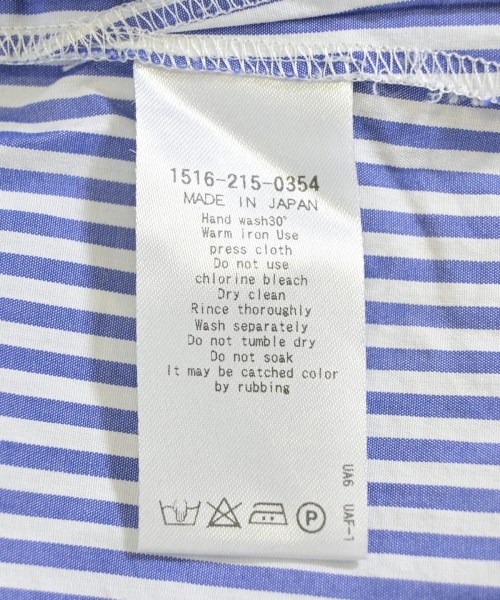 1516-215-0354
MADE IN JAPAN
Hand wash30°
Warm iron Use
press cloth
Do not use
chlorine bleach
Dry clean
Rince thoroughly
Wash separately
Do not tumble dry
Do not soak
It may be catched color
by rubbing
UA6 UAF-1
P